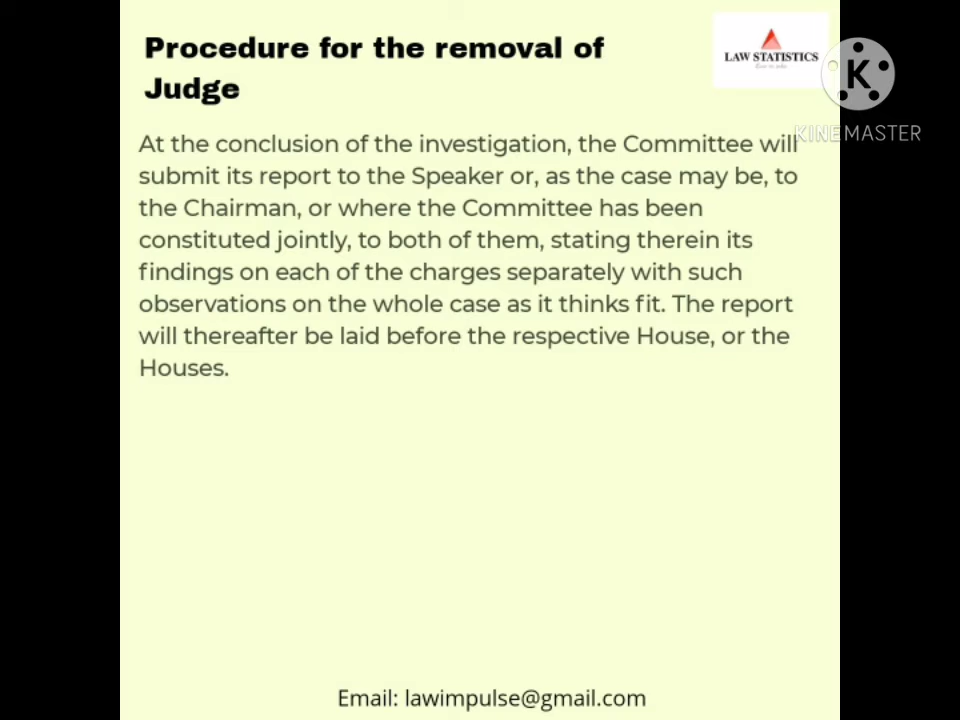 Procedure for the removal of
Judge
LAW STATISTICS
KINEMASTER
At the conclusion of the investigation, the Committee will
submit its report to the Speaker or, as the case may be, to
the Chairman, or where the Committee has been
constituted jointly, to both of them, stating therein its
findings on each of the charges separately with such
observations on the whole case as it thinks fit. The report
will thereafter be laid before the respective House, or the
Houses.
Email: lawimpulse@gmail.com